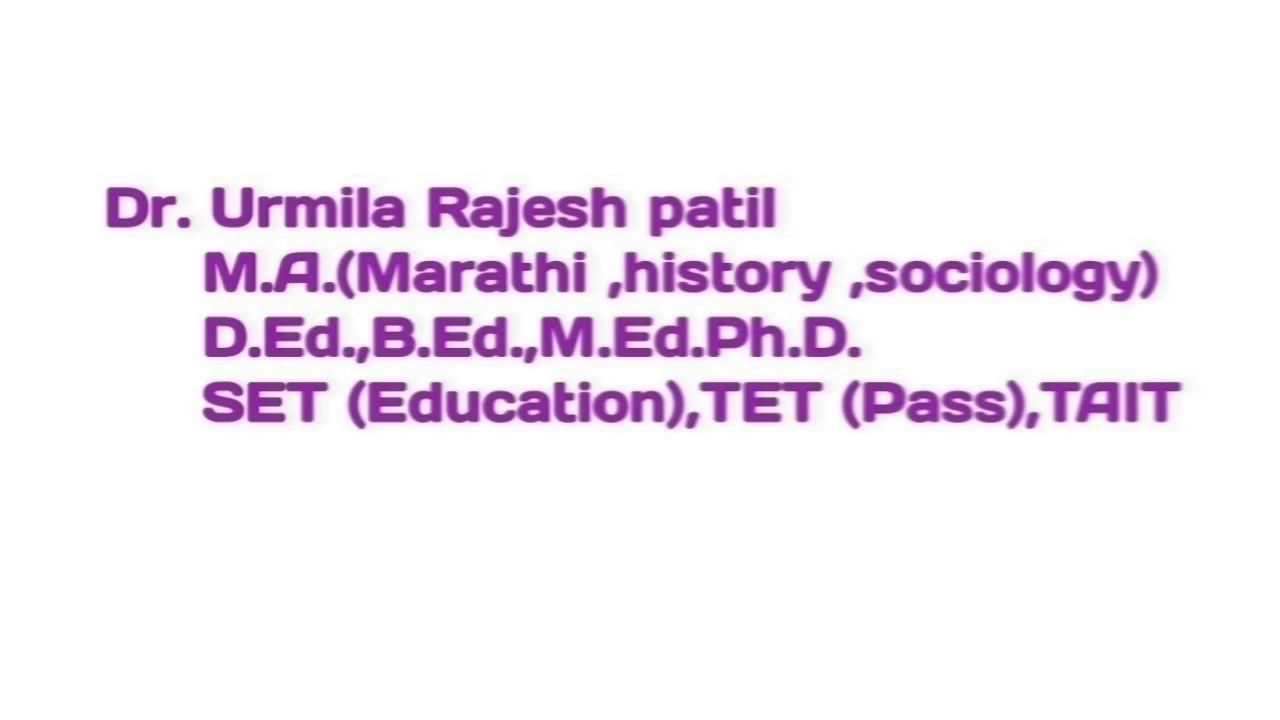 Dr. Urmila Rajesh patil
M.A.(Marathi ,history ,sociology)
D.Ed.,B.Ed.,M.Ed.Ph.D.
SET (Education),TET (Pass),TAIT